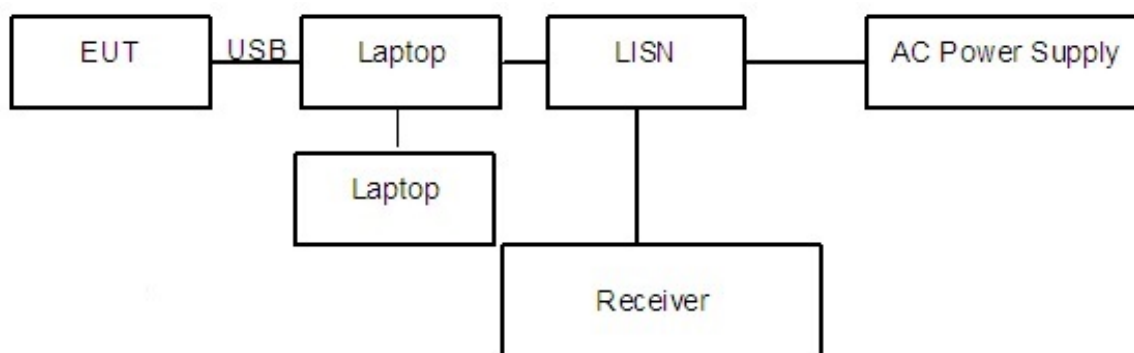 EUT
USB
Laptop
LISN
AC Power Supply
Laptop
Receiver